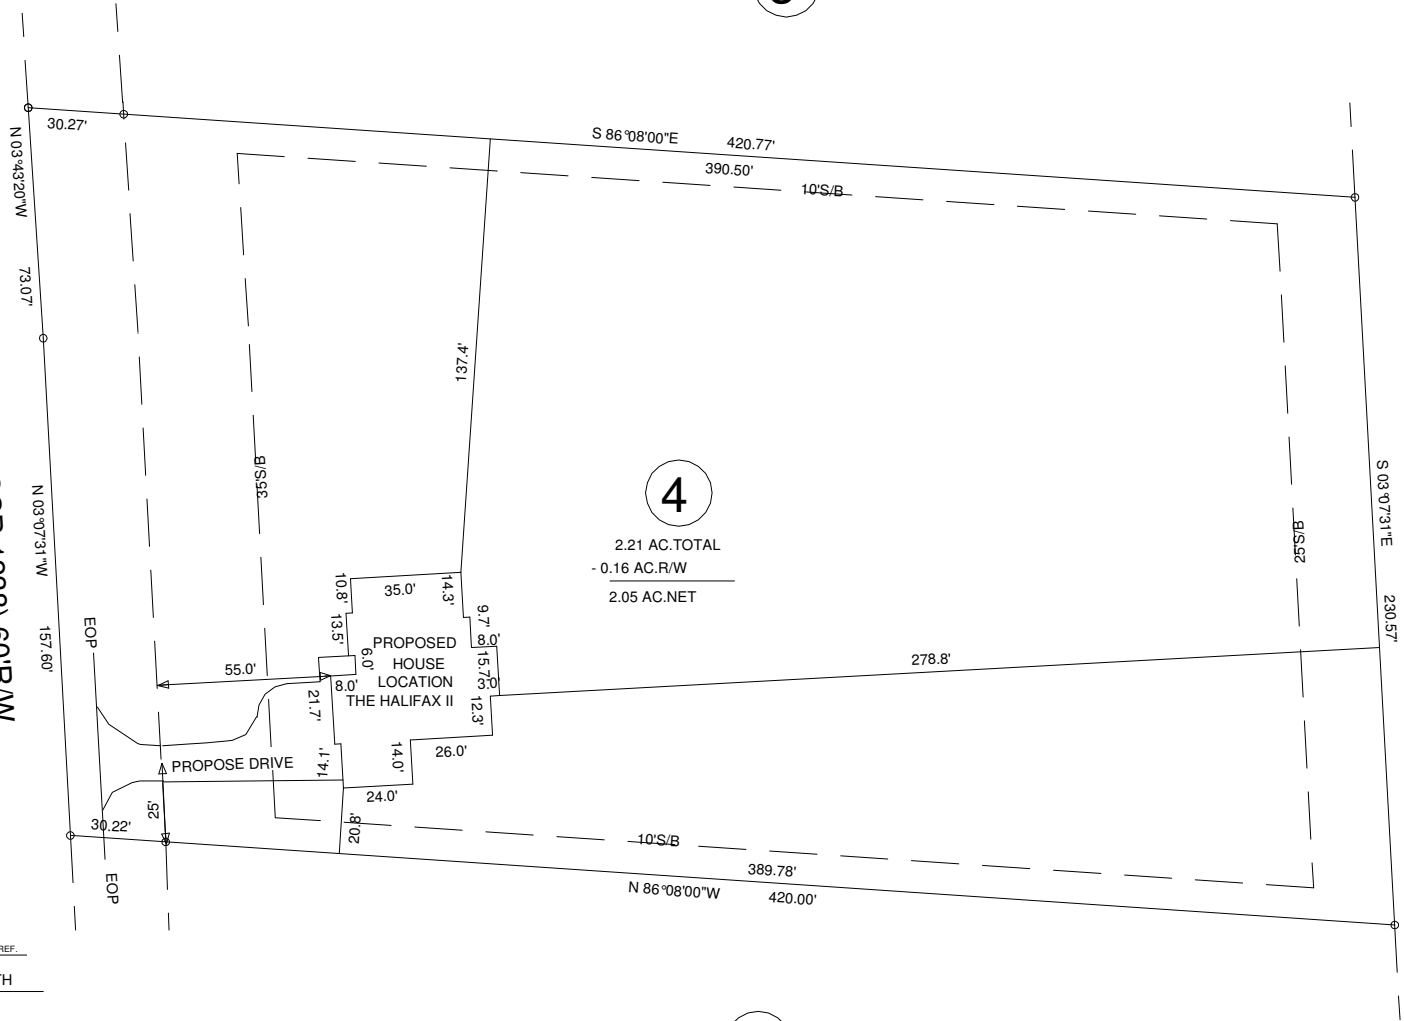 30.27'
S 86°08'00"E 420.77'
390.50'
10'S/B
N 03°43'20"W 73.07'
137.4'
35'S/B
4
2.21 AC.TOTAL
- 0.16 AC.R/W
2.05 AC.NET
N 03°07'31"W 157.60'
S 03°07'31"E 230.57'
25'S/B
60'R/W
EOP
10.8'
35.0'
14.3'
13.5'
9.7'
8.0'
PROPOSED
HOUSE
LOCATION
THE HALIFAX II
6.0'
15.7'
3.0'
278.8'
55.0'
8.0'
21.7'
12.3'
14.1'
14.0'
26.0'
PROPOSE DRIVE
24.0'
25'
30.22'
20.8'
10'S/B
389.78'
N 86°08'00"W 420.00'
EOP
REF.